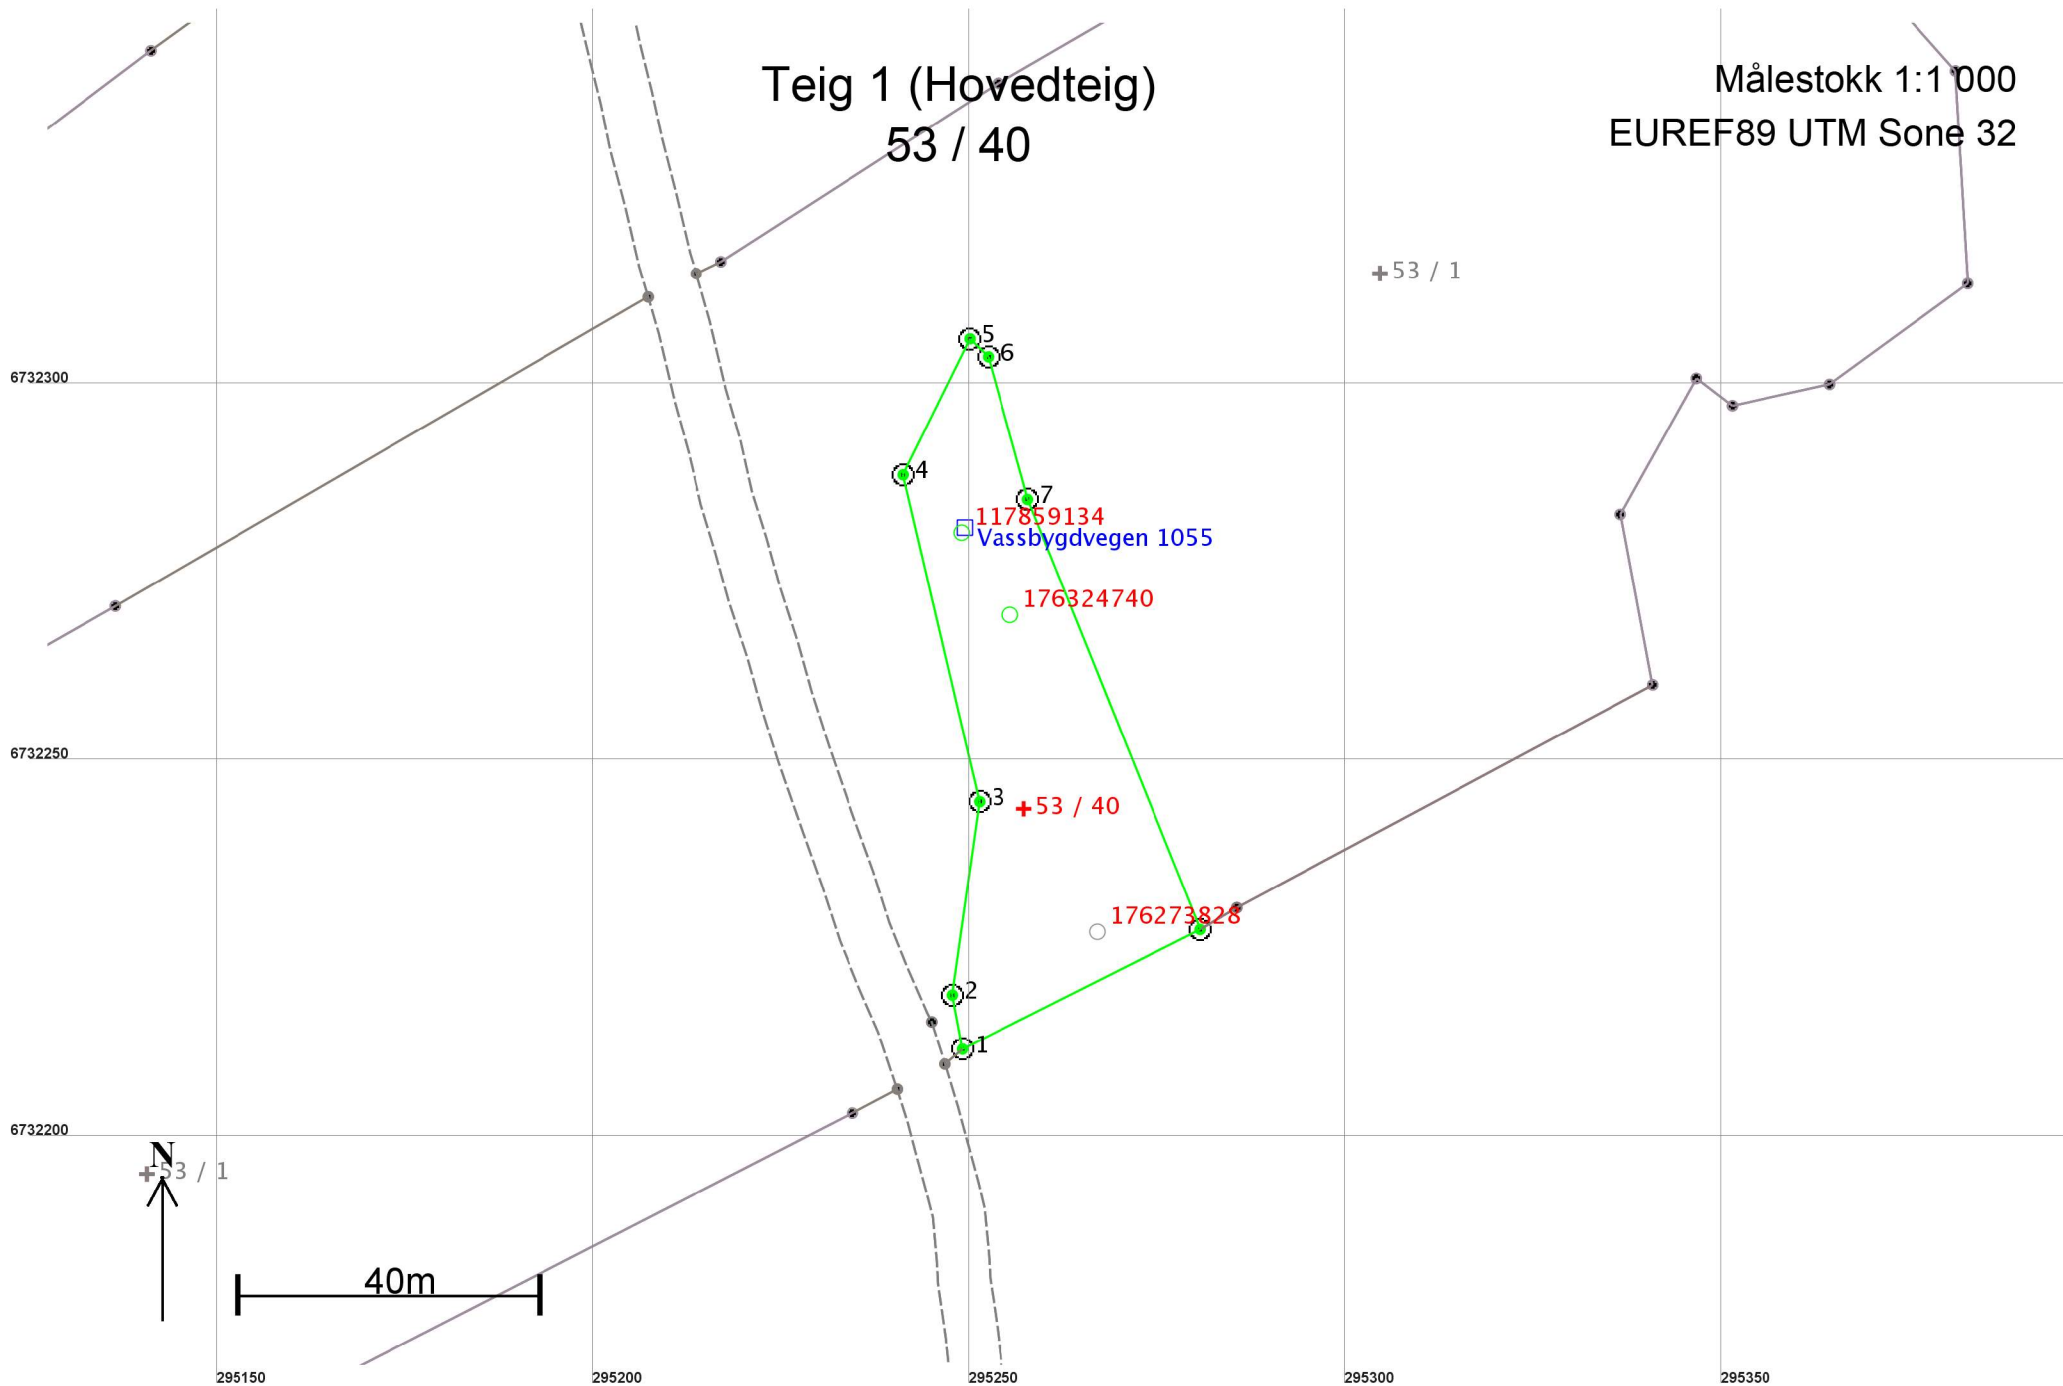 Teig 1 (Hovedteig)
53 / 40
Målestokk 1:1 000
EUREF89 UTM Sone 32
53 / 1
5
6
6732300
4
7
117859134
Vassbygdvegen 1055
176324740
6732250
3
53 / 40
176273828
2
1
6732200
N
53 / 1
40m
295150
295200
295250
295300
295350